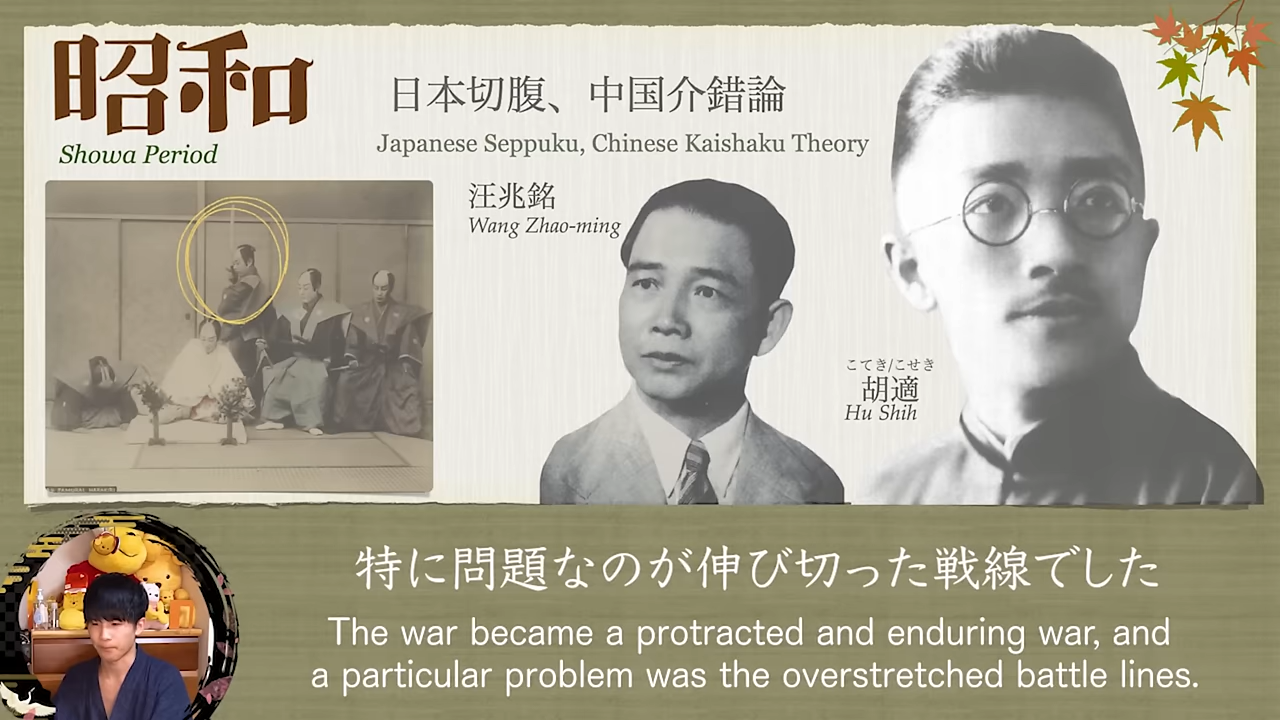 昭和
Showa Period
日本切腹、中国介錯論
Japanese Seppuku, Chinese Kaishaku Theory
汪兆銘
Wang Zhao-ming
こてき/こせき
胡適
Hu Shih
特に問題なのが伸び切った戦線でした
The war became a protracted and enduring war, and
a particular problem was the overstretched battle lines.